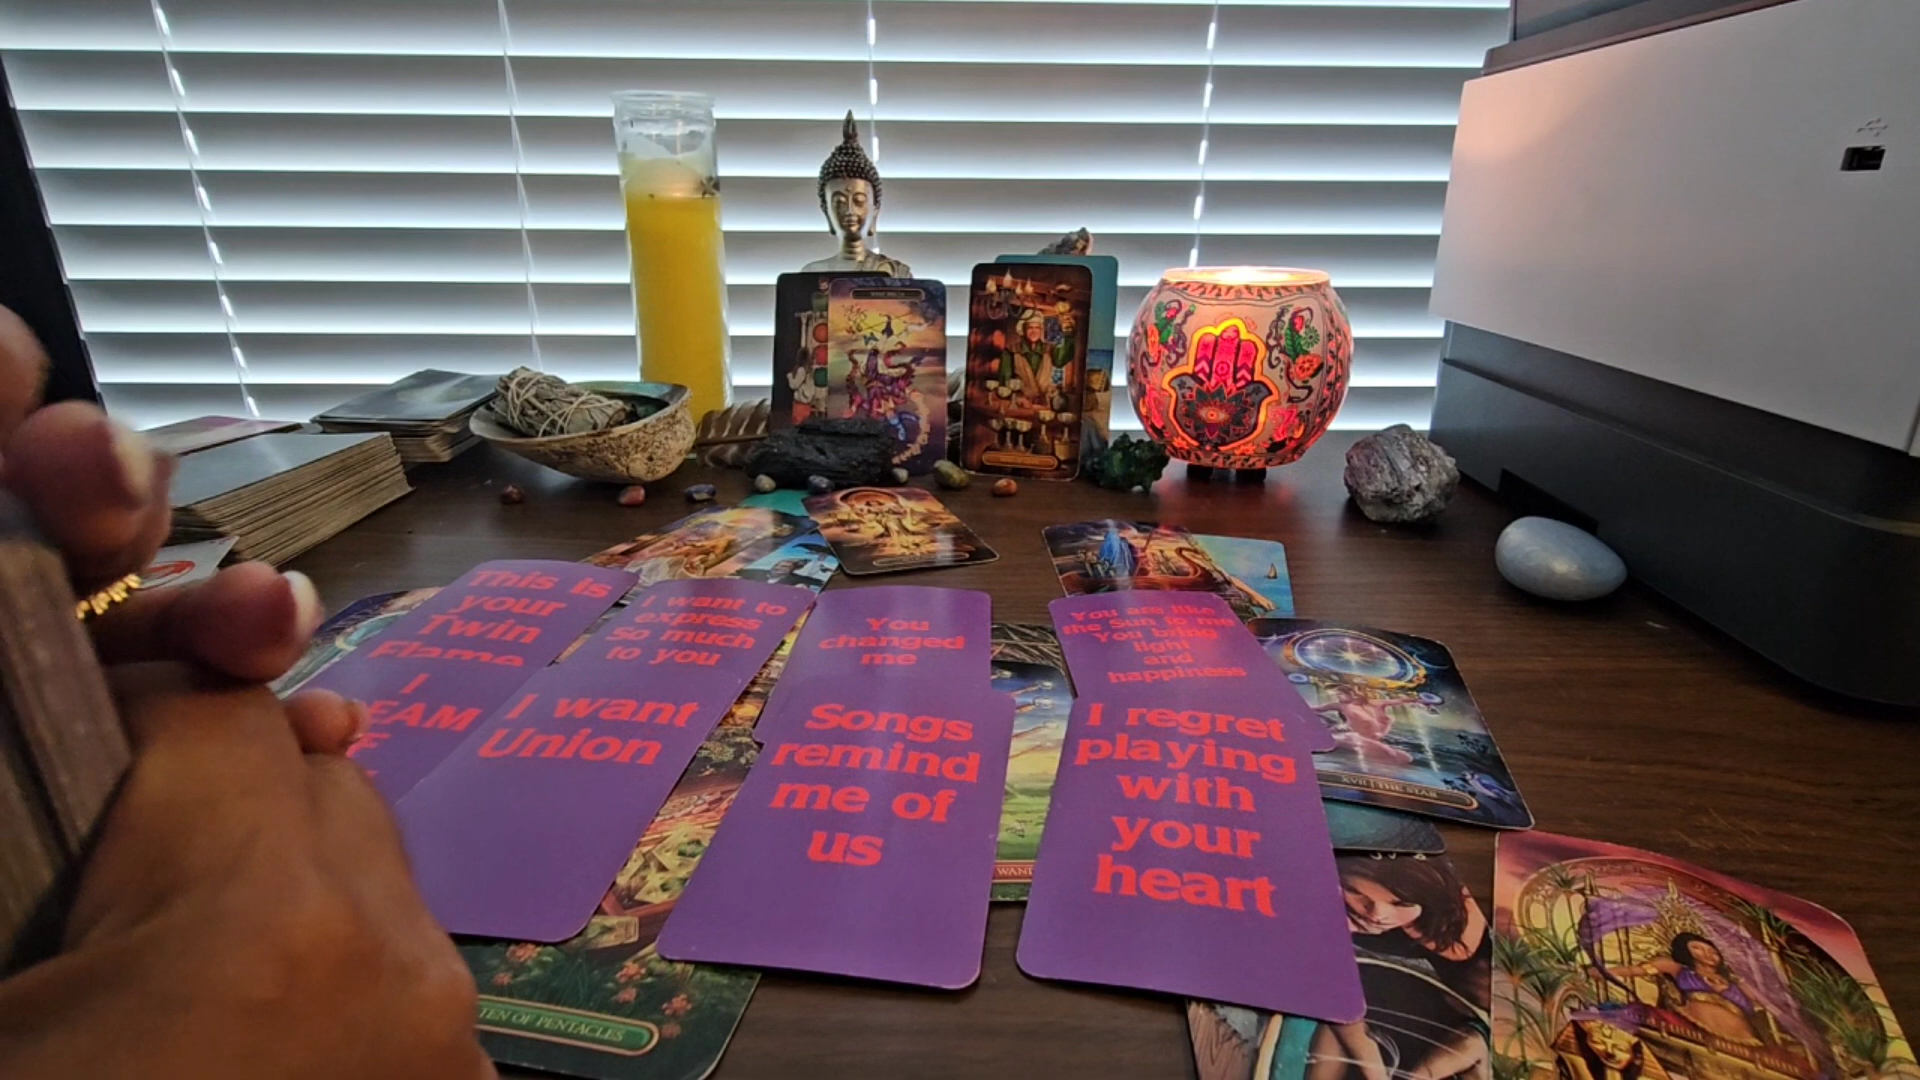 This is
your
Twin
Flame
I
I want to
express
So much
to you
I want
Union
You
changed
me
Songs
remind
me of
us
You are like
the Sun to me
You bring
light
and
happiness
I regret
playing
with
your
heart
XVII | THE STAR
TEN OF PENTACLES